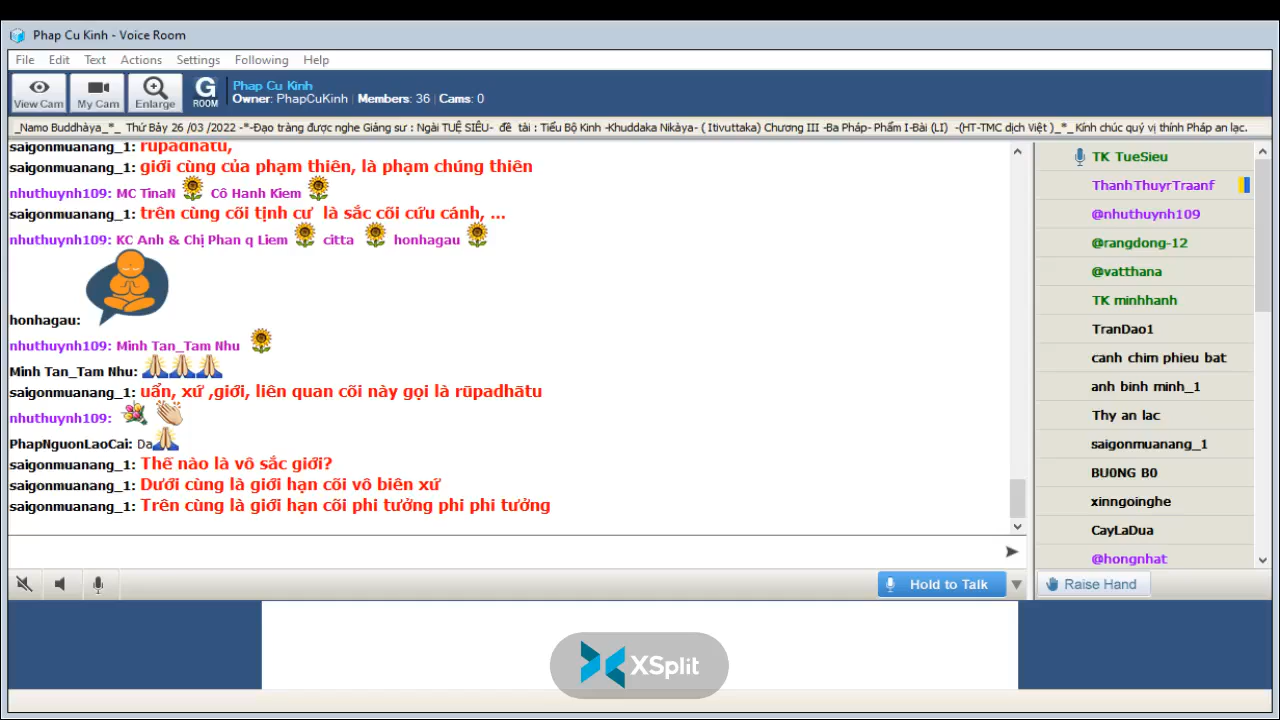 Phap Cu Kinh - Voice Room
File Edit Text Actions Settings Following Help
View Cam My Cam Enlarge G ROOM
Phap Cu Kinh
Owner: PhapCuKinh Members: 36 Cams: 0
_Namo Buddhàya_*_ Thứ Bảy 26 /03 /2022 -*-Đạo tràng được nghe Giảng sư : Ngài TUỆ SIÊU- đề tài : Tiểu Bộ Kinh -Khuddaka Nikàya- ( Itivuttaka) Chương III -Ba Pháp- Phẩm I-Bài (LI) -(HT-TMC dịch Việt )_*_ Kính chúc quý vị thính Pháp an lạc.
saigonmuanang_1: rūpadhātu,
saigonmuanang_1: giới cùng của phạm thiên, là phạm chúng thiên
nhuthuynh109: MC TinaN Cô Hanh Kiem
saigonmuanang_1: trên cùng cõi tịnh cư là sắc cõi cứu cánh, ...
nhuthuynh109: KC Anh & Chị Phan q Liem citta honhagau
honhagau:
nhuthuynh109: Minh Tan_Tam Nhu
Minh Tan_Tam Nhu:
saigonmuanang_1: uẩn, xứ ,giới, liên quan cõi này gọi là rūpadhātu
nhuthuynh109:
PhapNguonLaoCai: Da
saigonmuanang_1: Thế nào là vô sắc giới?
saigonmuanang_1: Dưới cùng là giới hạn cõi vô biên xứ
saigonmuanang_1: Trên cùng là giới hạn cõi phi tưởng phi phi tưởng
TK TueSieu
ThanhThuyrTraanf
@nhuthuynh109
@rangdong-12
@vatthana
TK minhhanh
TranDao1
canh chim phieu bat
anh binh minh_1
Thy an lac
saigonmuanang_1
BU0NG B0
xinngoinghe
CayLaDua
@hongnhat
Hold to Talk
Raise Hand
XSplit